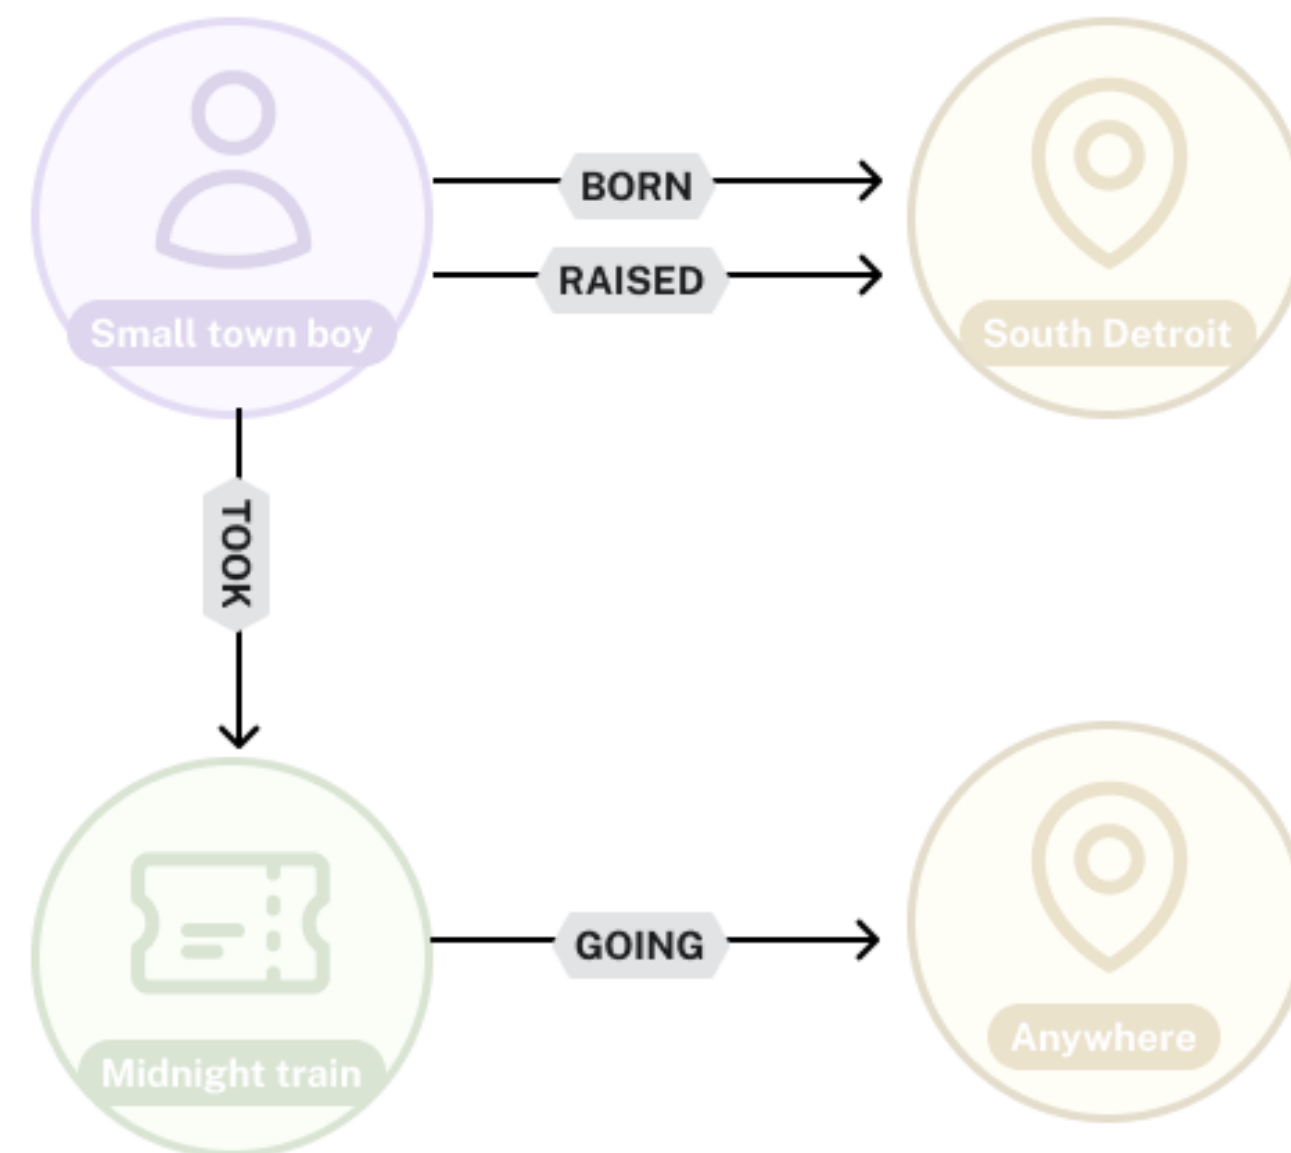 BORN
RAISED
Small town boy
South Detroit
TOOK
GOING
Anywhere
Midnight train